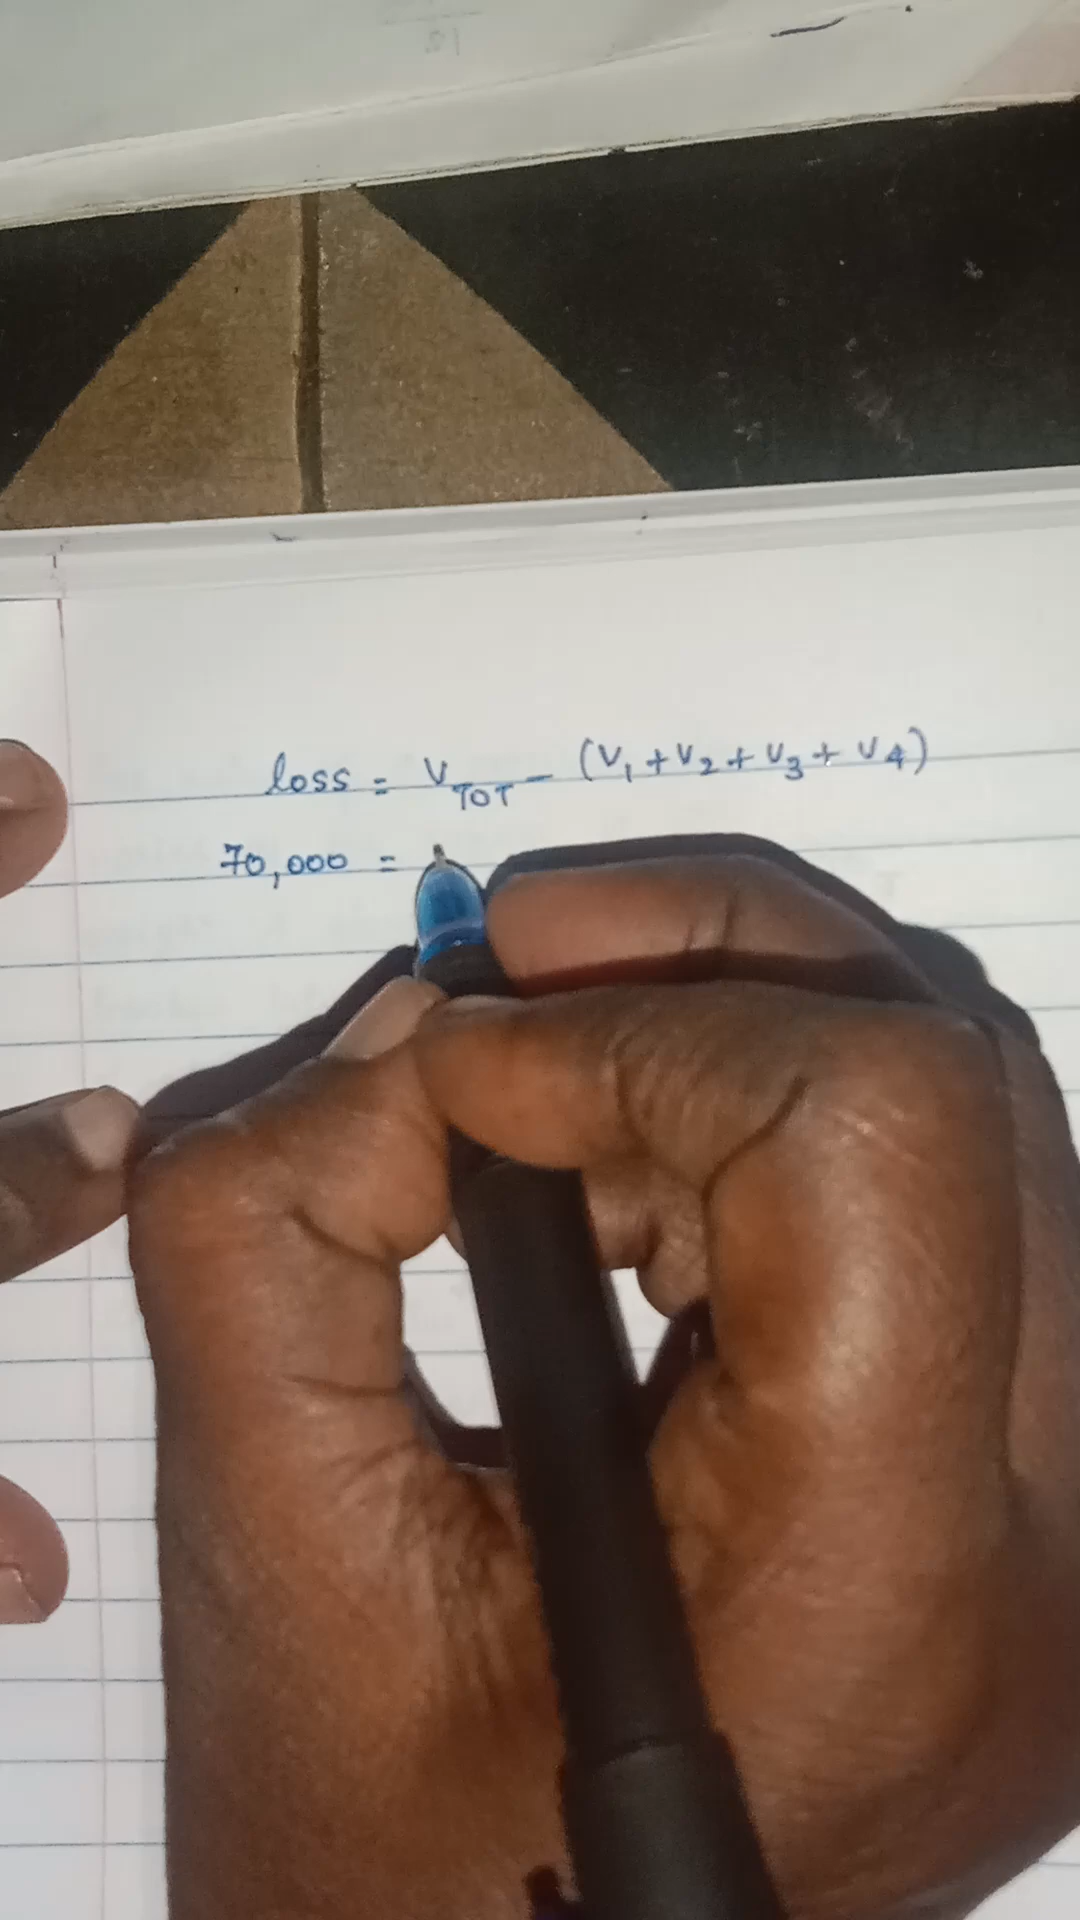 loss = V_TOT - (V₁ + V₂ + V₃ + V₄)
70,000 =